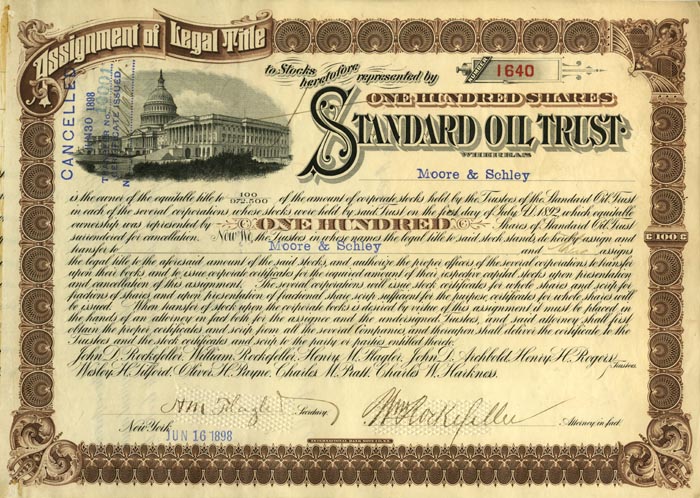 Assignment of Legal Title
to Stocks heretofore represented by
NUMBER
1640
ONE HUNDRED SHARES
STANDARD OIL TRUST.
WHEREAS
CANCELLED
JUN 30 1898
CERTIFICATE ISSUED.
Moore & Schley
is the owner of the equitable title to 100/972,500 of the amount of corporate stocks held by the Trustees of the Standard Oil Trust
in each of the several corporations whose stocks were held by said Trust on the first day of July A.D. 1892, which equitable
ownership was represented by ONE HUNDRED Shares of Standard Oil Trust
surrendered for cancellation. Now We, the Trustees in whose names the legal title to said stock stands, do hereby assign and
transfer to Moore & Schley and assigns
the legal title to the aforesaid amount of the said stocks, and authorize the proper officers of the several corporations to transfer
upon their books and to issue corporate certificates for the required amount of their respective capital stocks upon presentation
and cancellation of this assignment. The several corporations will issue stock certificates for whole shares and scrip for
fractions of shares and upon presentation of fractional share scrip sufficient for the purpose, certificates for whole shares will
be issued. When transfer of stock upon the corporate books is desired by virtue of this assignment it must be placed in
the hands of an attorney in fact both for the assignee and the undersigned Trustees, and said attorney shall first
obtain the proper certificates and scrip from all the several Companies, and thereupon shall deliver the certificate to the
Trustees and the stock certificates and scrip to the party or parties entitled thereto.
John D. Rockefeller, William Rockefeller, Henry M. Flagler, John D. Archbold, Henry H. Rogers,
Wesley H. Tilford, Oliver H. Payne, Charles M. Pratt, Charles W. Harkness. Trustees.
HM Flagler Secretary. Wm Rockefeller Attorney in fact
New York JUN 16 1898
INTERNATIONAL BANK NOTE CO. N.Y.
100